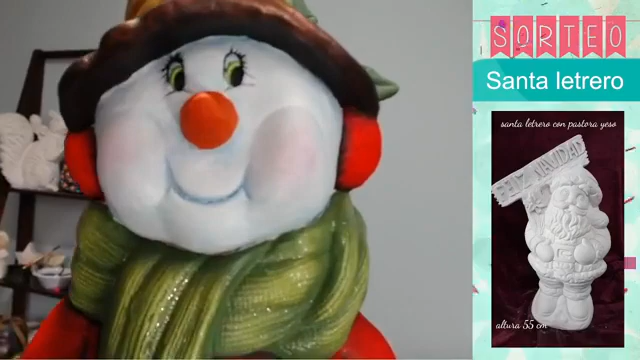 SORTEO
Santa letrero
santa letrero con pastora yeso
FELIZ NAVIDAD
altura 55 cm